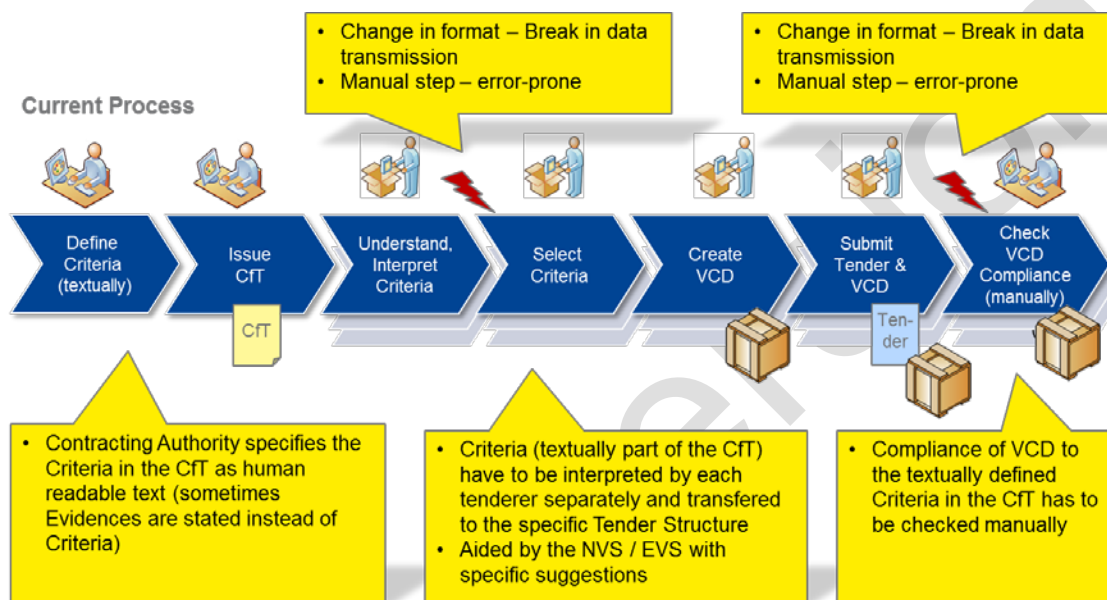 • Change in format – Break in data
transmission
• Manual step – error-prone
• Change in format – Break in data
transmission
• Manual step – error-prone
Current Process
Define
Criteria
(textually)
Issue
CfT
Understand,
Interpret
Criteria
Select
Criteria
Create
VCD
Submit
Tender &
VCD
Check
VCD
Compliance
(manually)
CfT
Ten-
der
• Contracting Authority specifies the
Criteria in the CfT as human
readable text (sometimes
Evidences are stated instead of
Criteria)
• Criteria (textually part of the CfT)
have to be interpreted by each
tenderer separately and transfered
to the specific Tender Structure
• Aided by the NVS / EVS with
specific suggestions
• Compliance of VCD to
the textually defined
Criteria in the CfT has to
be checked manually